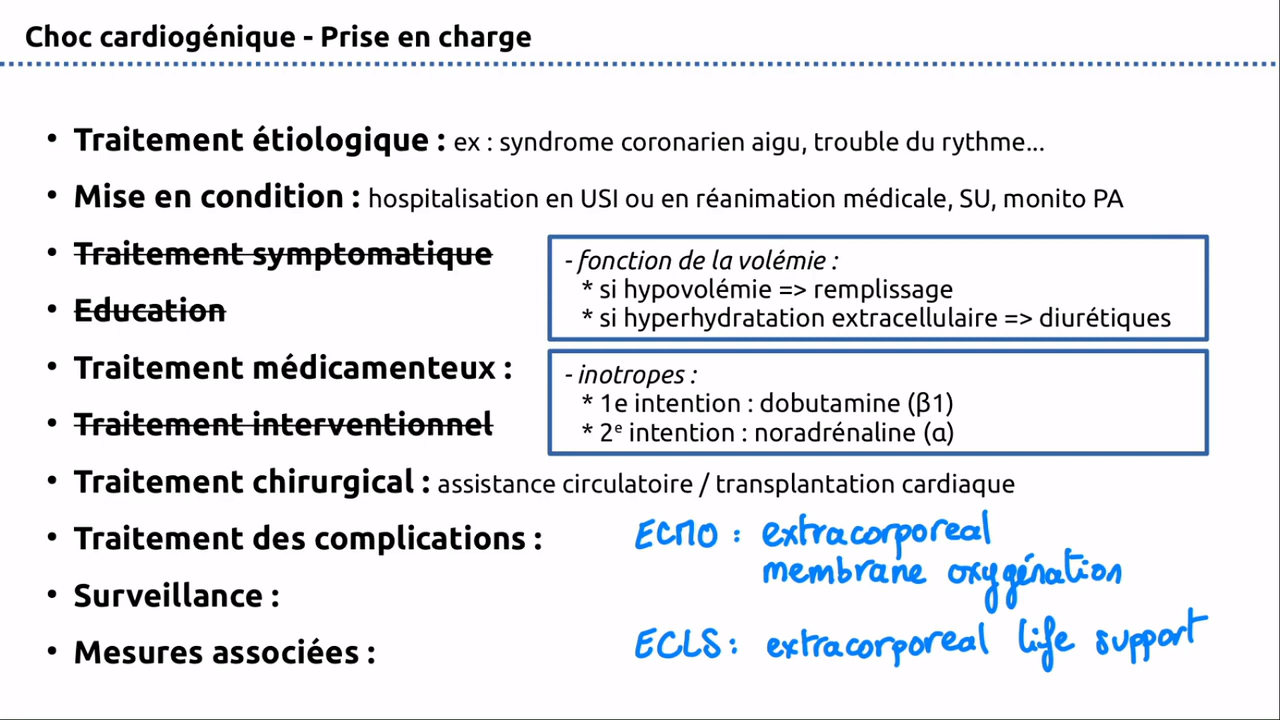 Choc cardiogénique - Prise en charge
• Traitement étiologique : ex : syndrome coronarien aigu, trouble du rythme...
• Mise en condition : hospitalisation en USI ou en réanimation médicale, SU, monito PA
• Traitement symptomatique
• Education
- fonction de la volémie :
* si hypovolémie => remplissage
* si hyperhydratation extracellulaire => diurétiques
• Traitement médicamenteux :
• Traitement interventionnel
- inotropes :
* 1e intention : dobutamine (β1)
* 2e intention : noradrénaline (α)
• Traitement chirurgical : assistance circulatoire / transplantation cardiaque
• Traitement des complications :
ECMO : extracorporeal
membrane oxygénation
• Surveillance :
• Mesures associées :
ECLS : extracorporeal life support